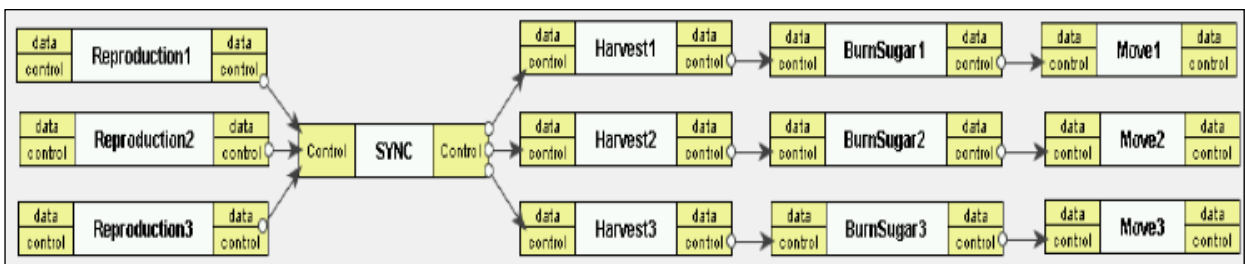 data Reproduction1 data
control control
data Harvest1 data
control control
data BurnSugar1 data
control control
data Move1 data
control control
data Reproduction2 data
control control
Control SYNC Control
data Harvest2 data
control control
data BurnSugar2 data
control control
data Move2 data
control control
data Reproduction3 data
control control
data Harvest3 data
control control
data BurnSugar3 data
control control
data Move3 data
control control